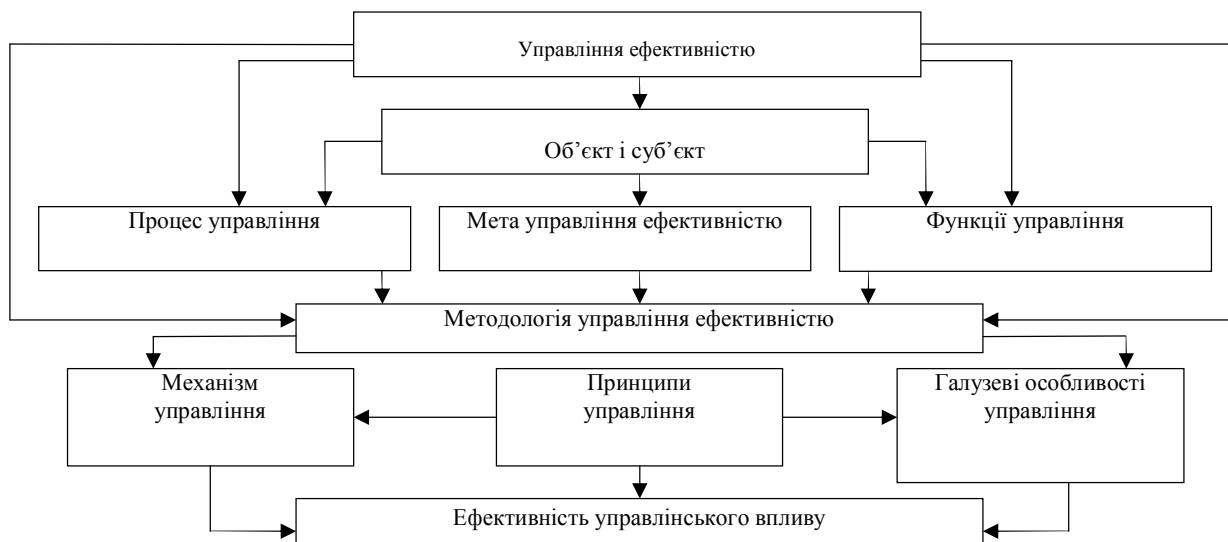 Управління ефективністю
Об’єкт і суб’єкт
Процес управління
Мета управління ефективністю
Функції управління
Методологія управління ефективністю
Механізм
управління
Принципи
управління
Галузеві особливості
управління
Ефективність управлінського впливу